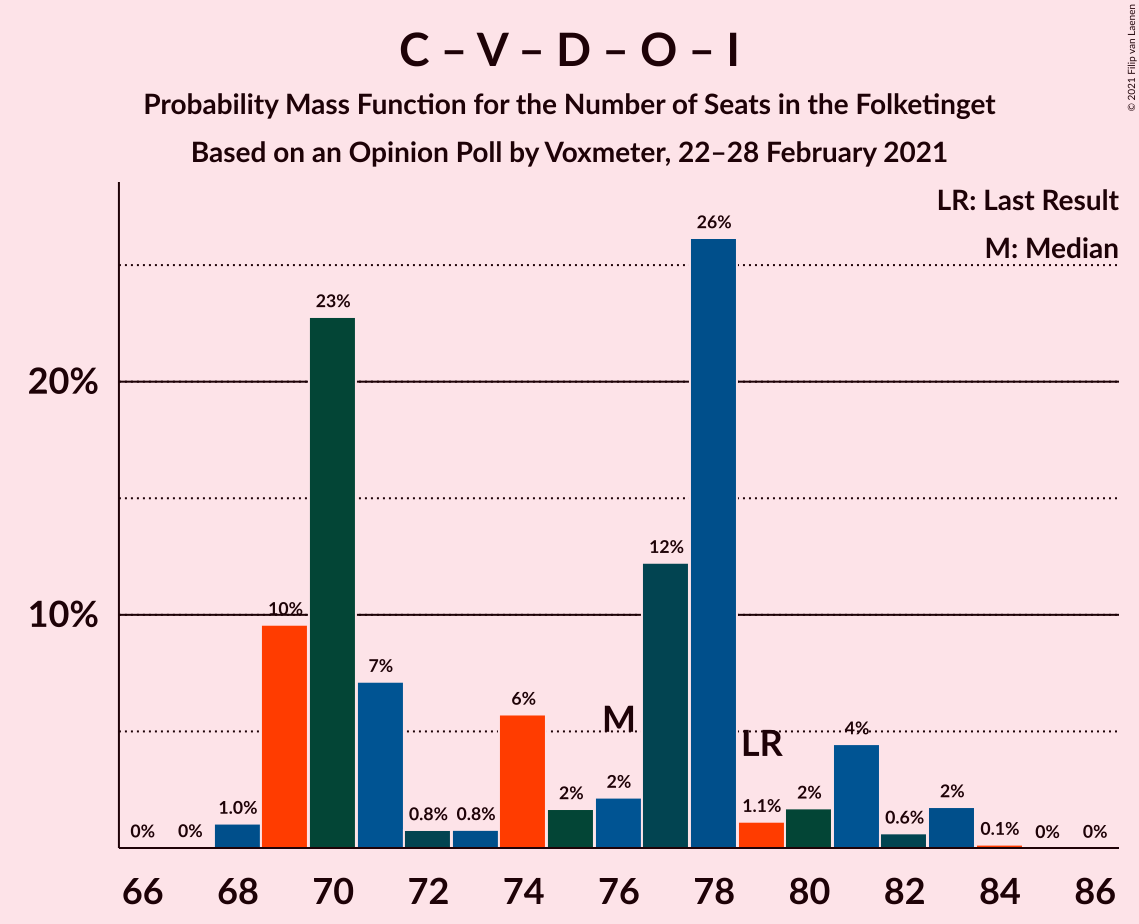 C – V – D – O – I
Probability Mass Function for the Number of Seats in the Folketinget
Based on an Opinion Poll by Voxmeter, 22–28 February 2021
© 2021 Filip van Laenen
LR: Last Result
M: Median
20%
10%
0%
0%
1.0%
10%
23%
7%
0.8%
0.8%
6%
2%
2%
12%
26%
1.1%
2%
4%
0.6%
2%
0.1%
0%
0%
M
LR
66 68 70 72 74 76 78 80 82 84 86